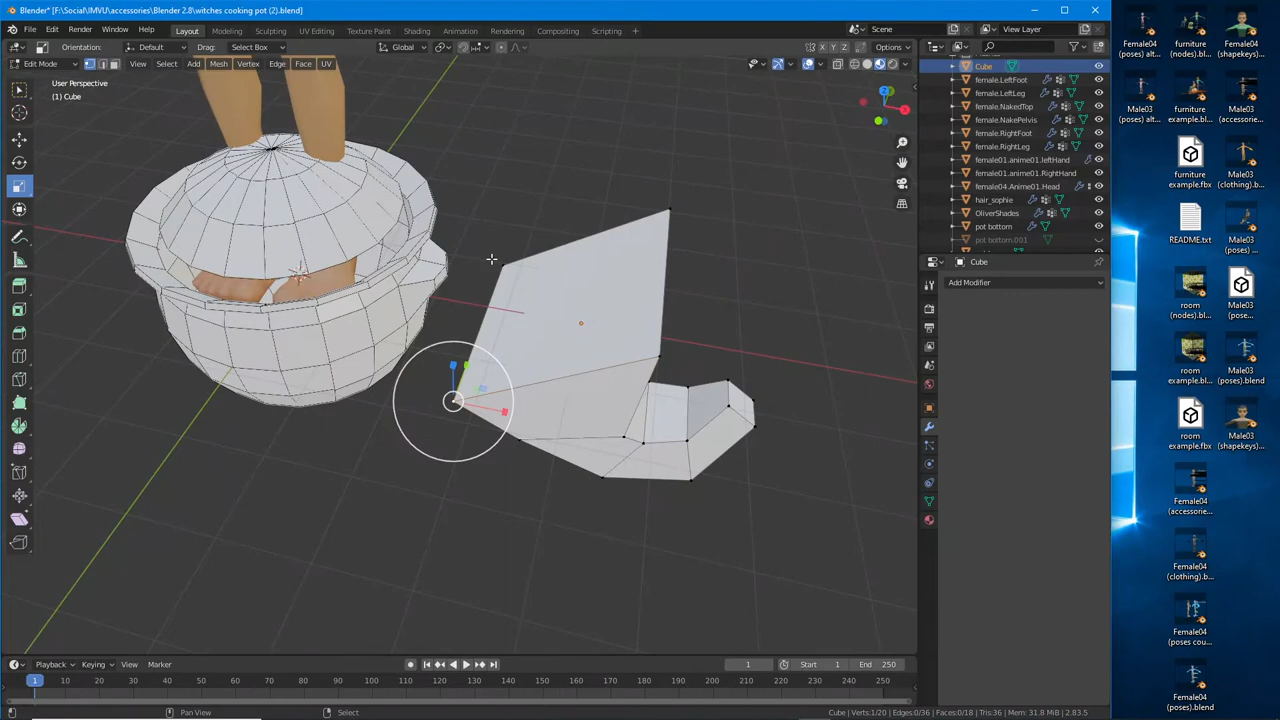 Blender* [F:\Social\IMVU\accessories\Blender 2.8\witches cooking pot (2).blend]
File Edit Render Window Help Layout Modeling Sculpting UV Editing Texture Paint Shading Animation Rendering Compositing Scripting Scene View Layer
Orientation: Default Drag: Select Box Global X Y Z Options
Edit Mode View Select Add Mesh Vertex Edge Face UV
User Perspective
(1) Cube
Z
X
Cube
female.LeftFoot
female.LeftLeg
female.NakedTop
female.NakePelvis
female.RightFoot
female.RightLeg
female01.anime01.leftHand
female01.anime01.RightHand
female04.Anime01.Head
hair_sophie
OliverShades
pot bottom
pot bottom.001
Cube
Add Modifier
Playback Keying View Marker 1 Start 1 End 250
1 10 20 30 40 50 60 70 80 90 100 110 120 130 140 150 160 170 180 190 200 210 220 230 240 250
Pan View Select Cube | Verts:1/20 | Edges:0/36 | Faces:0/18 | Tris:36 | Mem: 31.8 MiB | 2.83.5
Female04
(poses) alt...
furniture
(nodes).bl...
Female04
(shapekeys)...
Male03
(poses) alt...
furniture
example.bl...
Male03
(accessorie...
furniture
example.fbx
Male03
(clothing).b...
README.txt
Male03
(poses) ...
room
(nodes).ble...
Male03
(pose...
room
example.bl...
Male03
(poses).blend
room
example.fbx
Male03
(shapekeys)...
Female04
(accessorie...
Female04
(clothing).b...
Female04
(poses cou...
Female04
(poses).blend